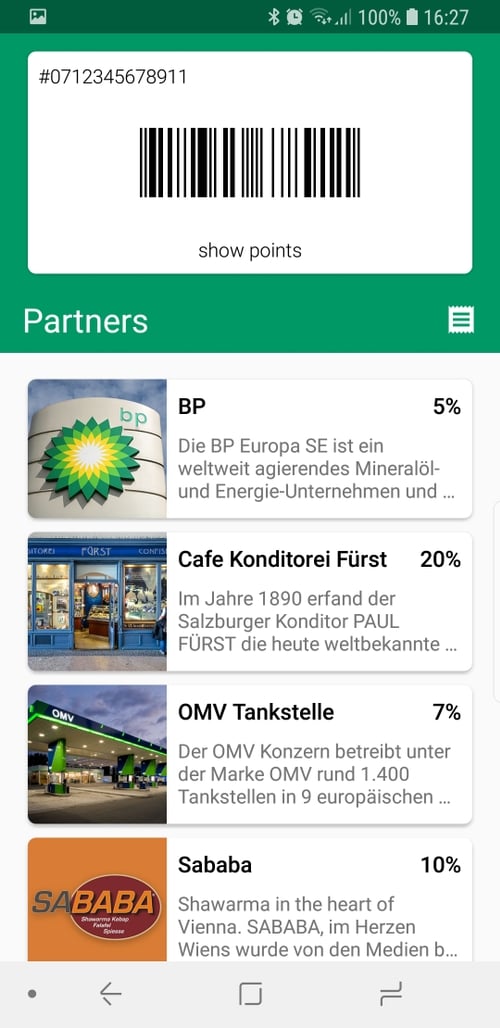 100% 16:27
#0712345678911
show points
Partners
bp
BP 5%
Die BP Europa SE ist ein
weltweit agierendes Mineralöl-
und Energie-Unternehmen und ...
FÜRST
Cafe Konditorei Fürst 20%
Im Jahre 1890 erfand der
Salzburger Konditor PAUL
FÜRST die heute weltbekannte ...
OMV
OMV Tankstelle 7%
Der OMV Konzern betreibt unter
der Marke OMV rund 1.400
Tankstellen in 9 europäischen ...
SABABA
Shawarma Kebap
Falafel
Spiesse
Sababa 10%
Shawarma in the heart of
Vienna. SABABA, im Herzen
Wiens wurde von den Medien b...